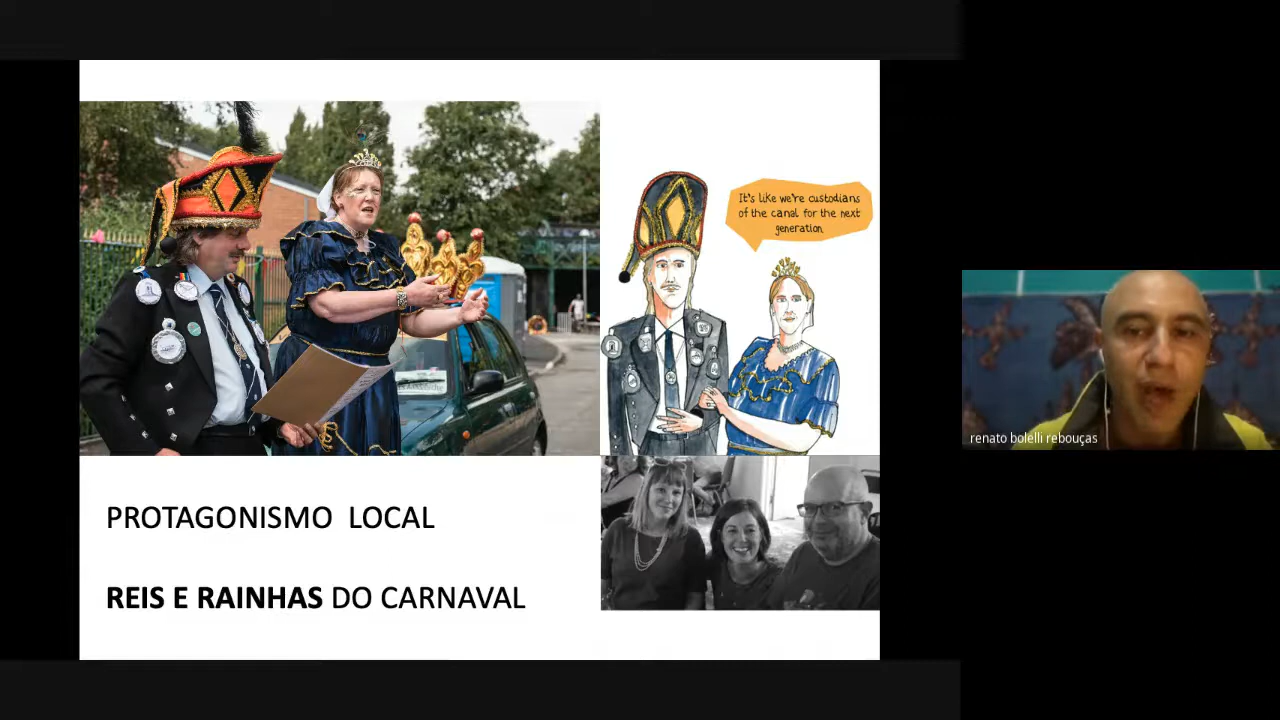 It's like we're custodians
of the canal for the next
generation
PROTAGONISMO LOCAL
REIS E RAINHAS DO CARNAVAL
renato bolelli rebouças